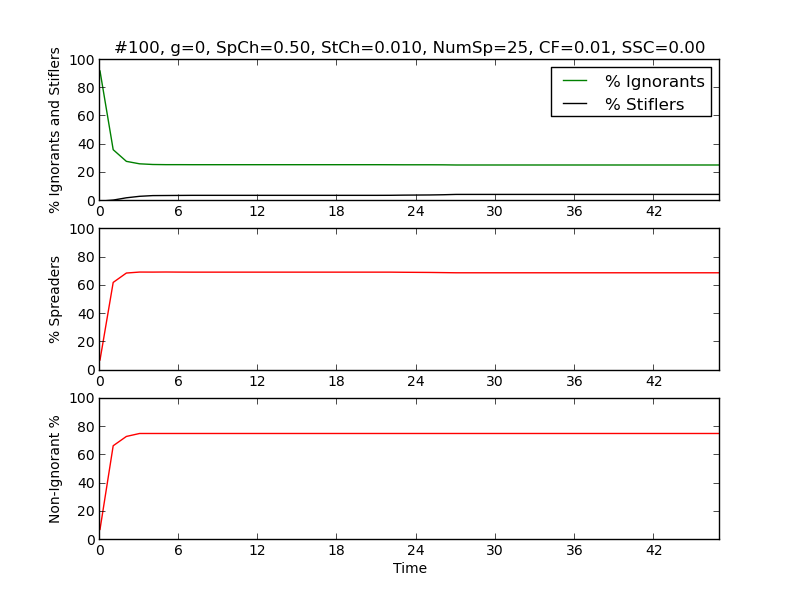 #100, g=0, SpCh=0.50, StCh=0.010, NumSp=25, CF=0.01, SSC=0.00
% Ignorants and Stiflers
100
80
60
40
20
0
% Ignorants
% Stiflers
0 6 12 18 24 30 36 42
% Spreaders
100
80
60
40
20
0
0 6 12 18 24 30 36 42
Non-Ignorant %
100
80
60
40
20
0
0 6 12 18 24 30 36 42
Time